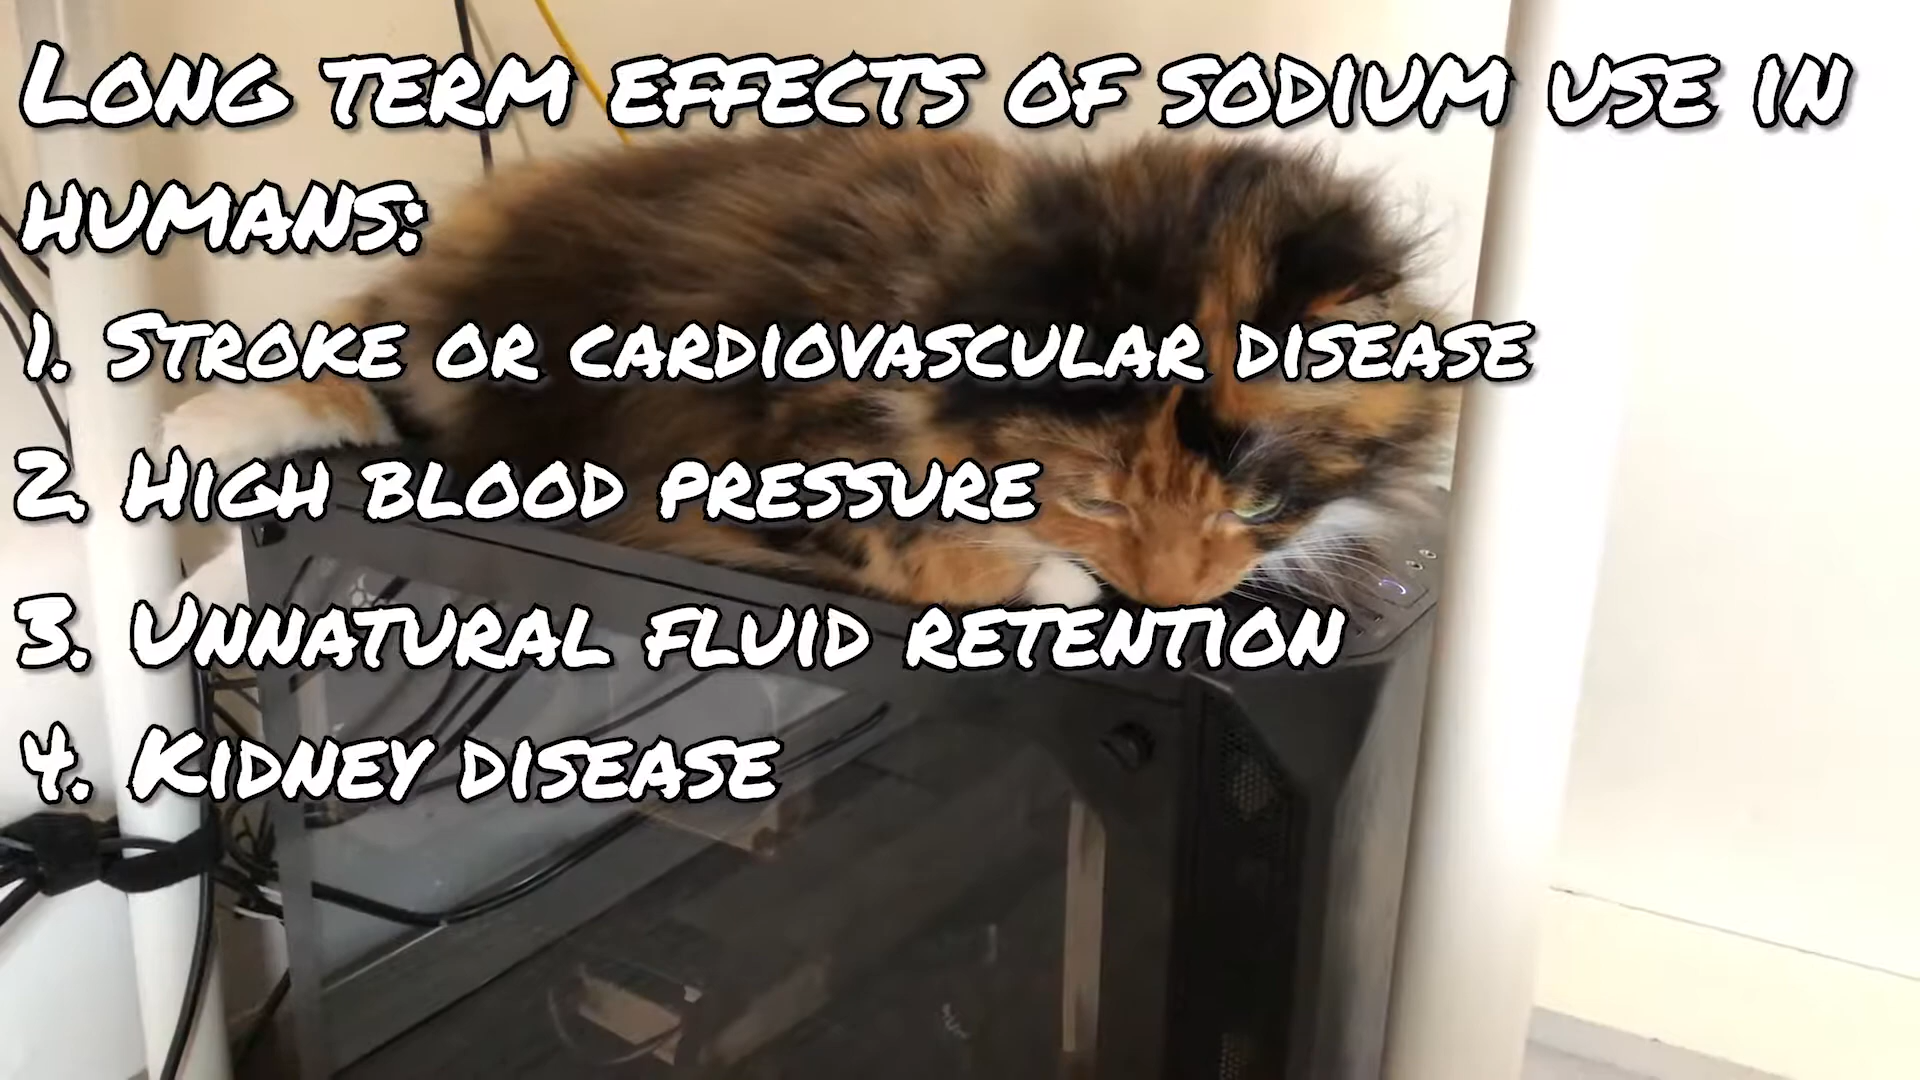 Long term effects of sodium use in
humans:
1. Stroke or cardiovascular disease
2. High blood pressure
3. Unnatural fluid retention
4. Kidney disease